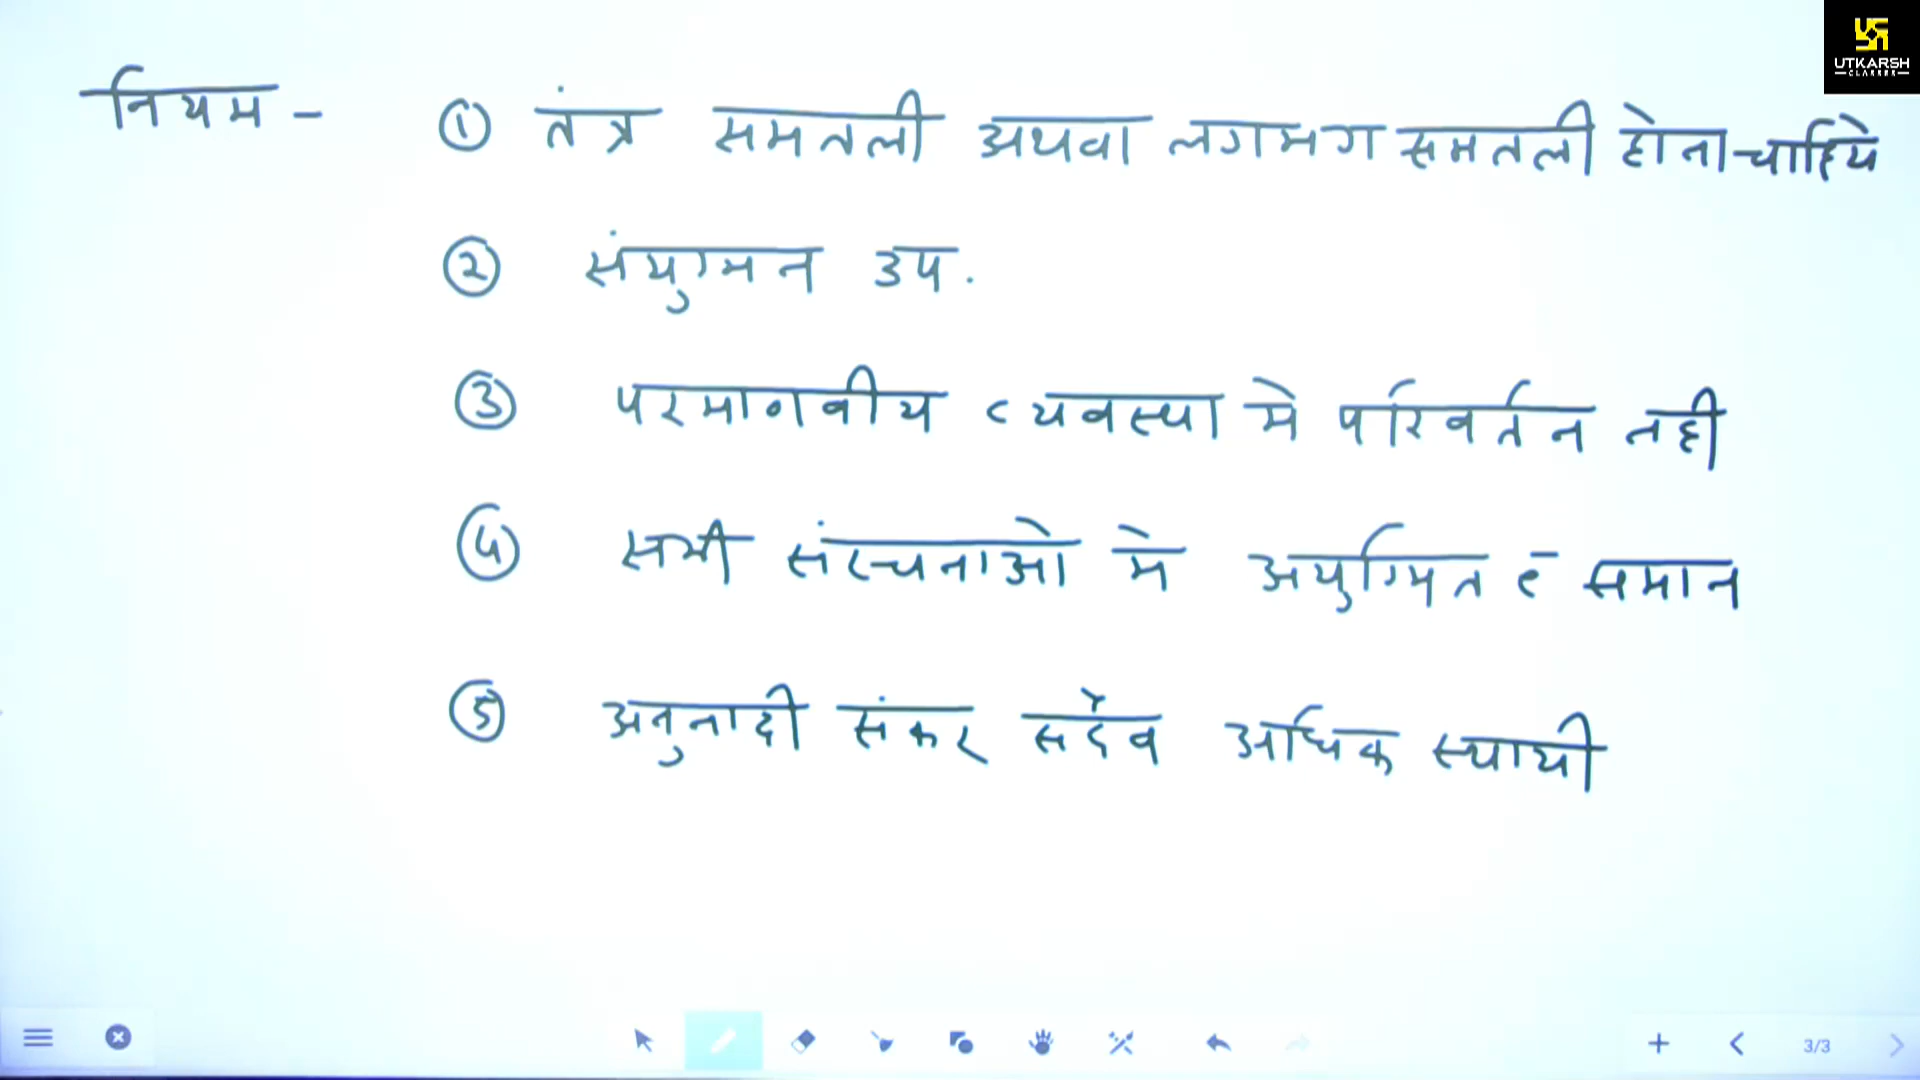 UTKARSH
CLASSES
नियम -
① तंत्र समतली अथवा लगभग समतली होना चाहिये
② संयुग्मन उप.
③ परमाणवीय व्यवस्था मे परिवर्तन नही
④ सभी संरचनाओ मे अयुग्मित e⁻ समान
⑤ अनुनादी संकर सदैव अधिक स्थायी
3/3